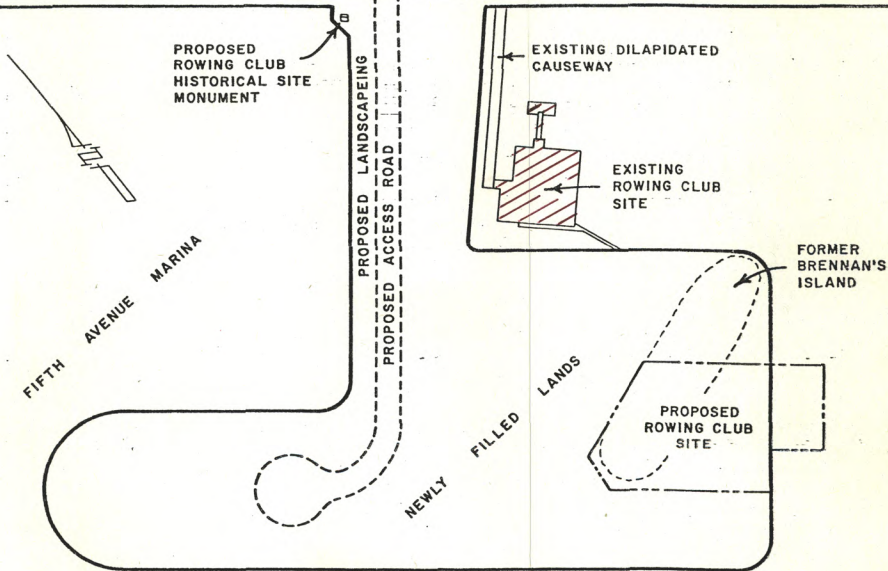 PROPOSED
ROWING CLUB
HISTORICAL SITE
MONUMENT
PROPOSED LANDSCAPEING
PROPOSED ACCESS ROAD
EXISTING DILAPIDATED
CAUSEWAY
EXISTING
ROWING CLUB
SITE
FORMER
BRENNAN'S
ISLAND
FIFTH AVENUE MARINA
NEWLY FILLED LANDS
PROPOSED
ROWING CLUB
SITE